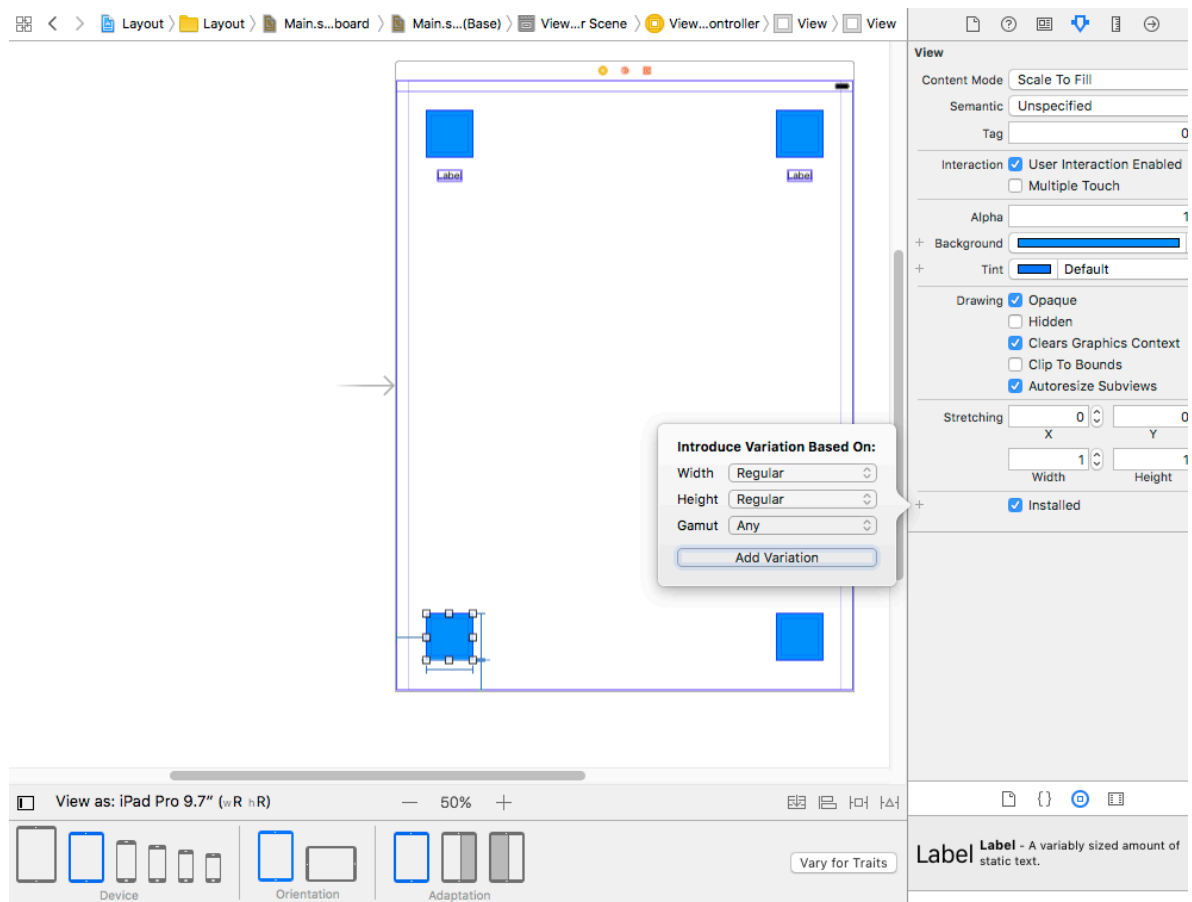 Layout Layout Main.s...board Main.s...(Base) View...r Scene View...ontroller View View
View
Content Mode Scale To Fill
Semantic Unspecified
Tag 0
Interaction User Interaction Enabled
Multiple Touch
Alpha 1
+ Background
+ Tint Default
Drawing Opaque
Hidden
Clears Graphics Context
Clip To Bounds
Autoresize Subviews
Stretching 0 0
X Y
1 1
Width Height
+ Installed
Label Label
Introduce Variation Based On:
Width Regular
Height Regular
Gamut Any
Add Variation
View as: iPad Pro 9.7” (wR hR) — 50% +
Device Orientation Adaptation
Vary for Traits
{}
Label Label - A variably sized amount of
static text.